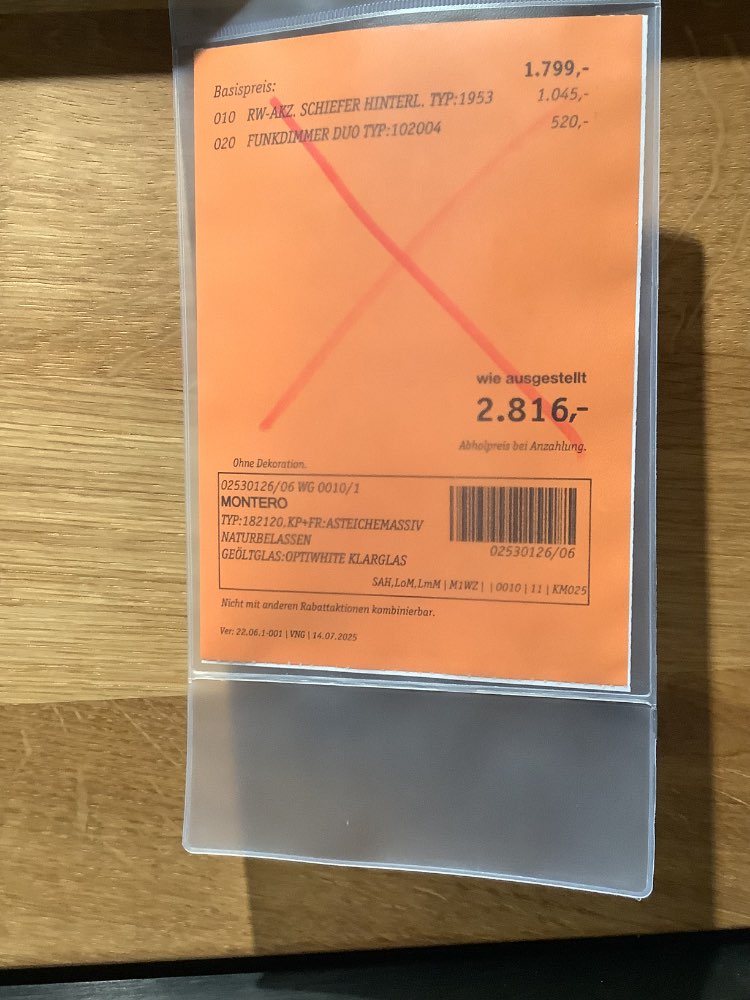 Basispreis: 1.799,-
010 RW-AKZ. SCHIEFER HINTERL. TYP:1953 1.045,-
020 FUNKDIMMER DUO TYP:102004 520,-
wie ausgestellt
2.816,-
Abholpreis bei Anzahlung.
Ohne Dekoration.
02530126/06 WG 0010/1
MONTERO
TYP:182120,KP+FR:ASTEICHEMASSIV
NATURBELASSEN
GEÖLTGLAS:OPTIWHITE KLARGLAS
02530126/06
SAH,LoM,LmM | M1WZ | | 0010 | 11 | KM025
Nicht mit anderen Rabattaktionen kombinierbar.
Ver: 22.06.1-001 | VNG | 14.07.2025